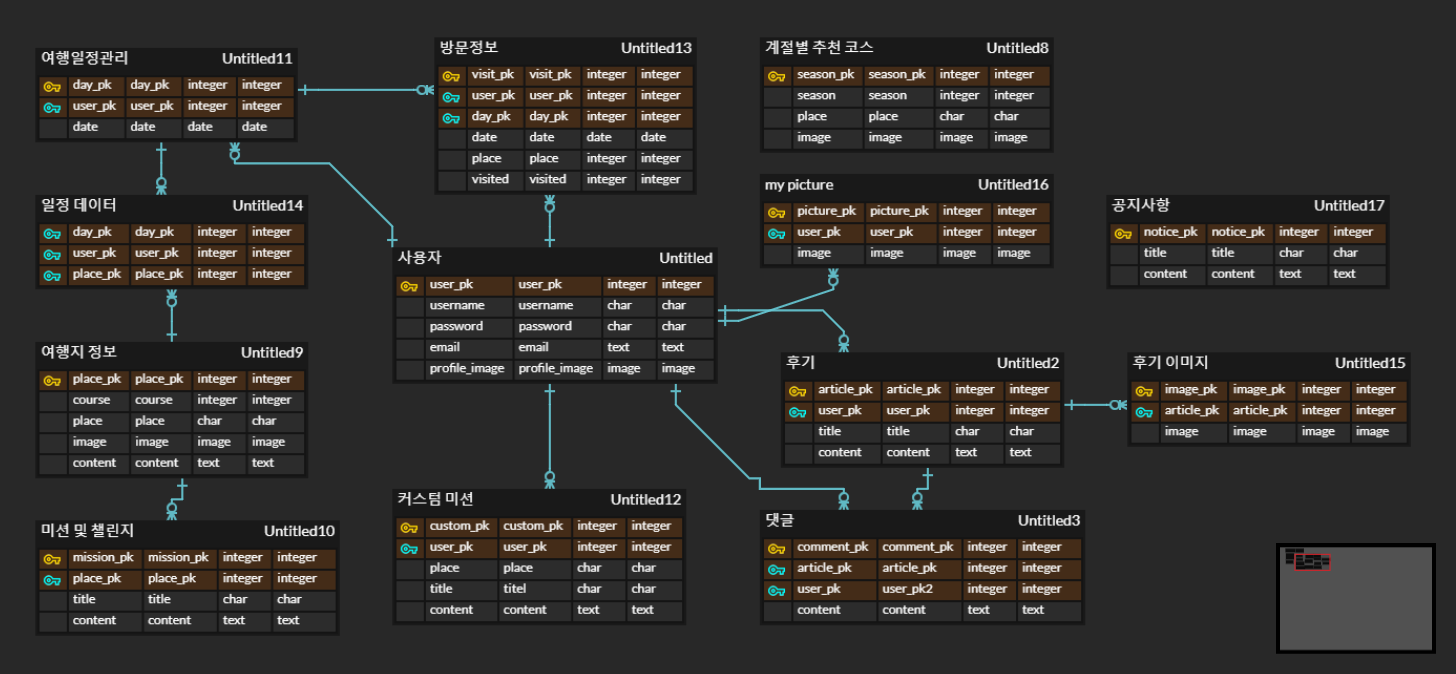 여행일정관리 Untitled11
day_pk day_pk integer integer
user_pk user_pk integer integer
date date date date
방문정보 Untitled13
visit_pk visit_pk integer integer
user_pk user_pk integer integer
day_pk day_pk integer integer
date date date date
place place integer integer
visited visited integer integer
계절별 추천 코스 Untitled8
season_pk season_pk integer integer
season season integer integer
place place char char
image image image image
my picture Untitled16
picture_pk picture_pk integer integer
user_pk user_pk integer integer
image image image image
공지사항 Untitled17
notice_pk notice_pk integer integer
title title char char
content content text text
일정 데이터 Untitled14
day_pk day_pk integer integer
user_pk user_pk integer integer
place_pk place_pk integer integer
사용자 Untitled
user_pk user_pk integer integer
username username char char
password password char char
email email text text
profile_image profile_image image image
여행지 정보 Untitled9
place_pk place_pk integer integer
course course integer integer
place place char char
image image image image
content content text text
후기 Untitled2
article_pk article_pk integer integer
user_pk user_pk integer integer
title title char char
content content text text
후기 이미지 Untitled15
image_pk image_pk integer integer
article_pk article_pk integer integer
image image image image
미션 및 챌린지 Untitled10
mission_pk mission_pk integer integer
place_pk place_pk integer integer
title title char char
content content text text
커스텀 미션 Untitled12
custom_pk custom_pk integer integer
user_pk user_pk integer integer
place place char char
title titel char char
content content text text
댓글 Untitled3
comment_pk comment_pk integer integer
article_pk article_pk integer integer
user_pk user_pk2 integer integer
content content text text